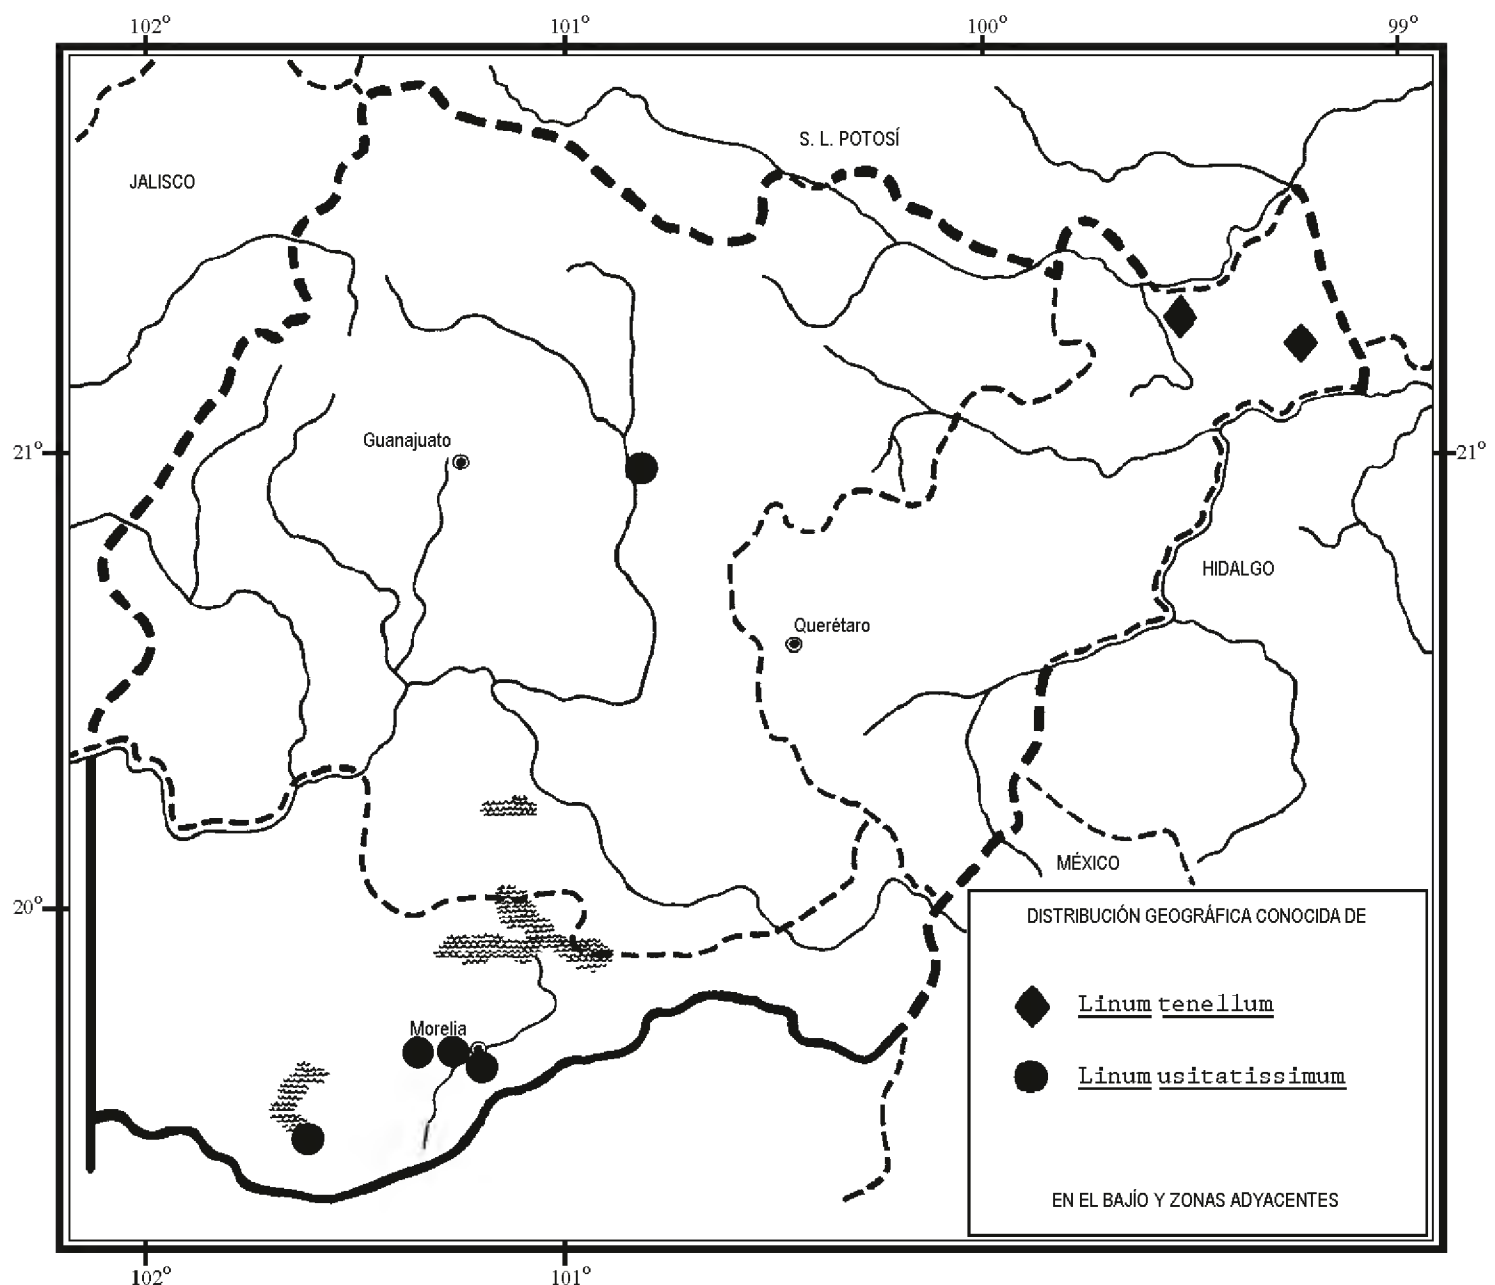 102° 101° 100° 99°
S. L. POTOSÍ
JALISCO
Guanajuato
21° 21°
HIDALGO
Querétaro
MÉXICO
20°
DISTRIBUCIÓN GEOGRÁFICA CONOCIDA DE
Linum tenellum
Morelia
Linum usitatissimum
EN EL BAJÍO Y ZONAS ADYACENTES
102° 101°